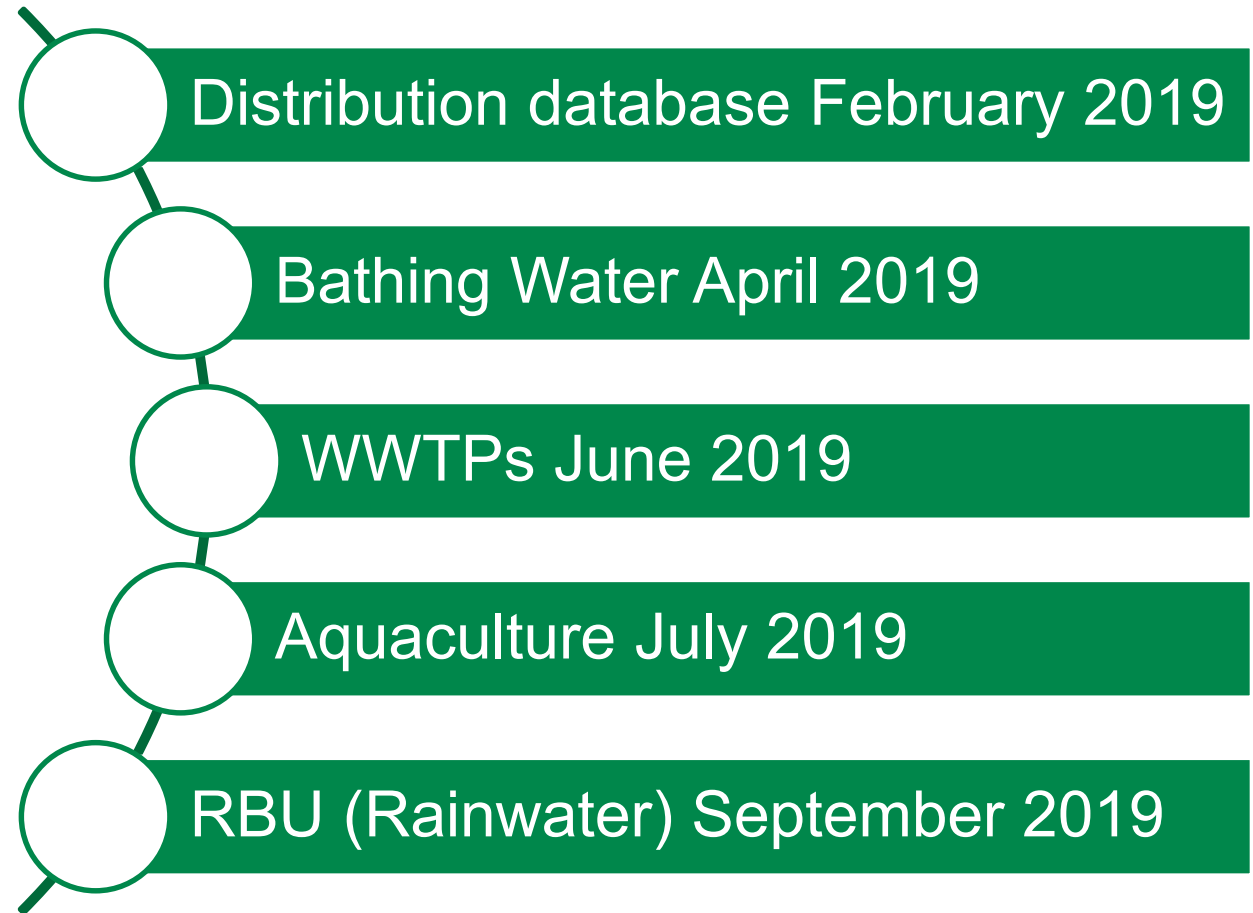 Distribution database February 2019
Bathing Water April 2019
WWTPs June 2019
Aquaculture July 2019
RBU (Rainwater) September 2019